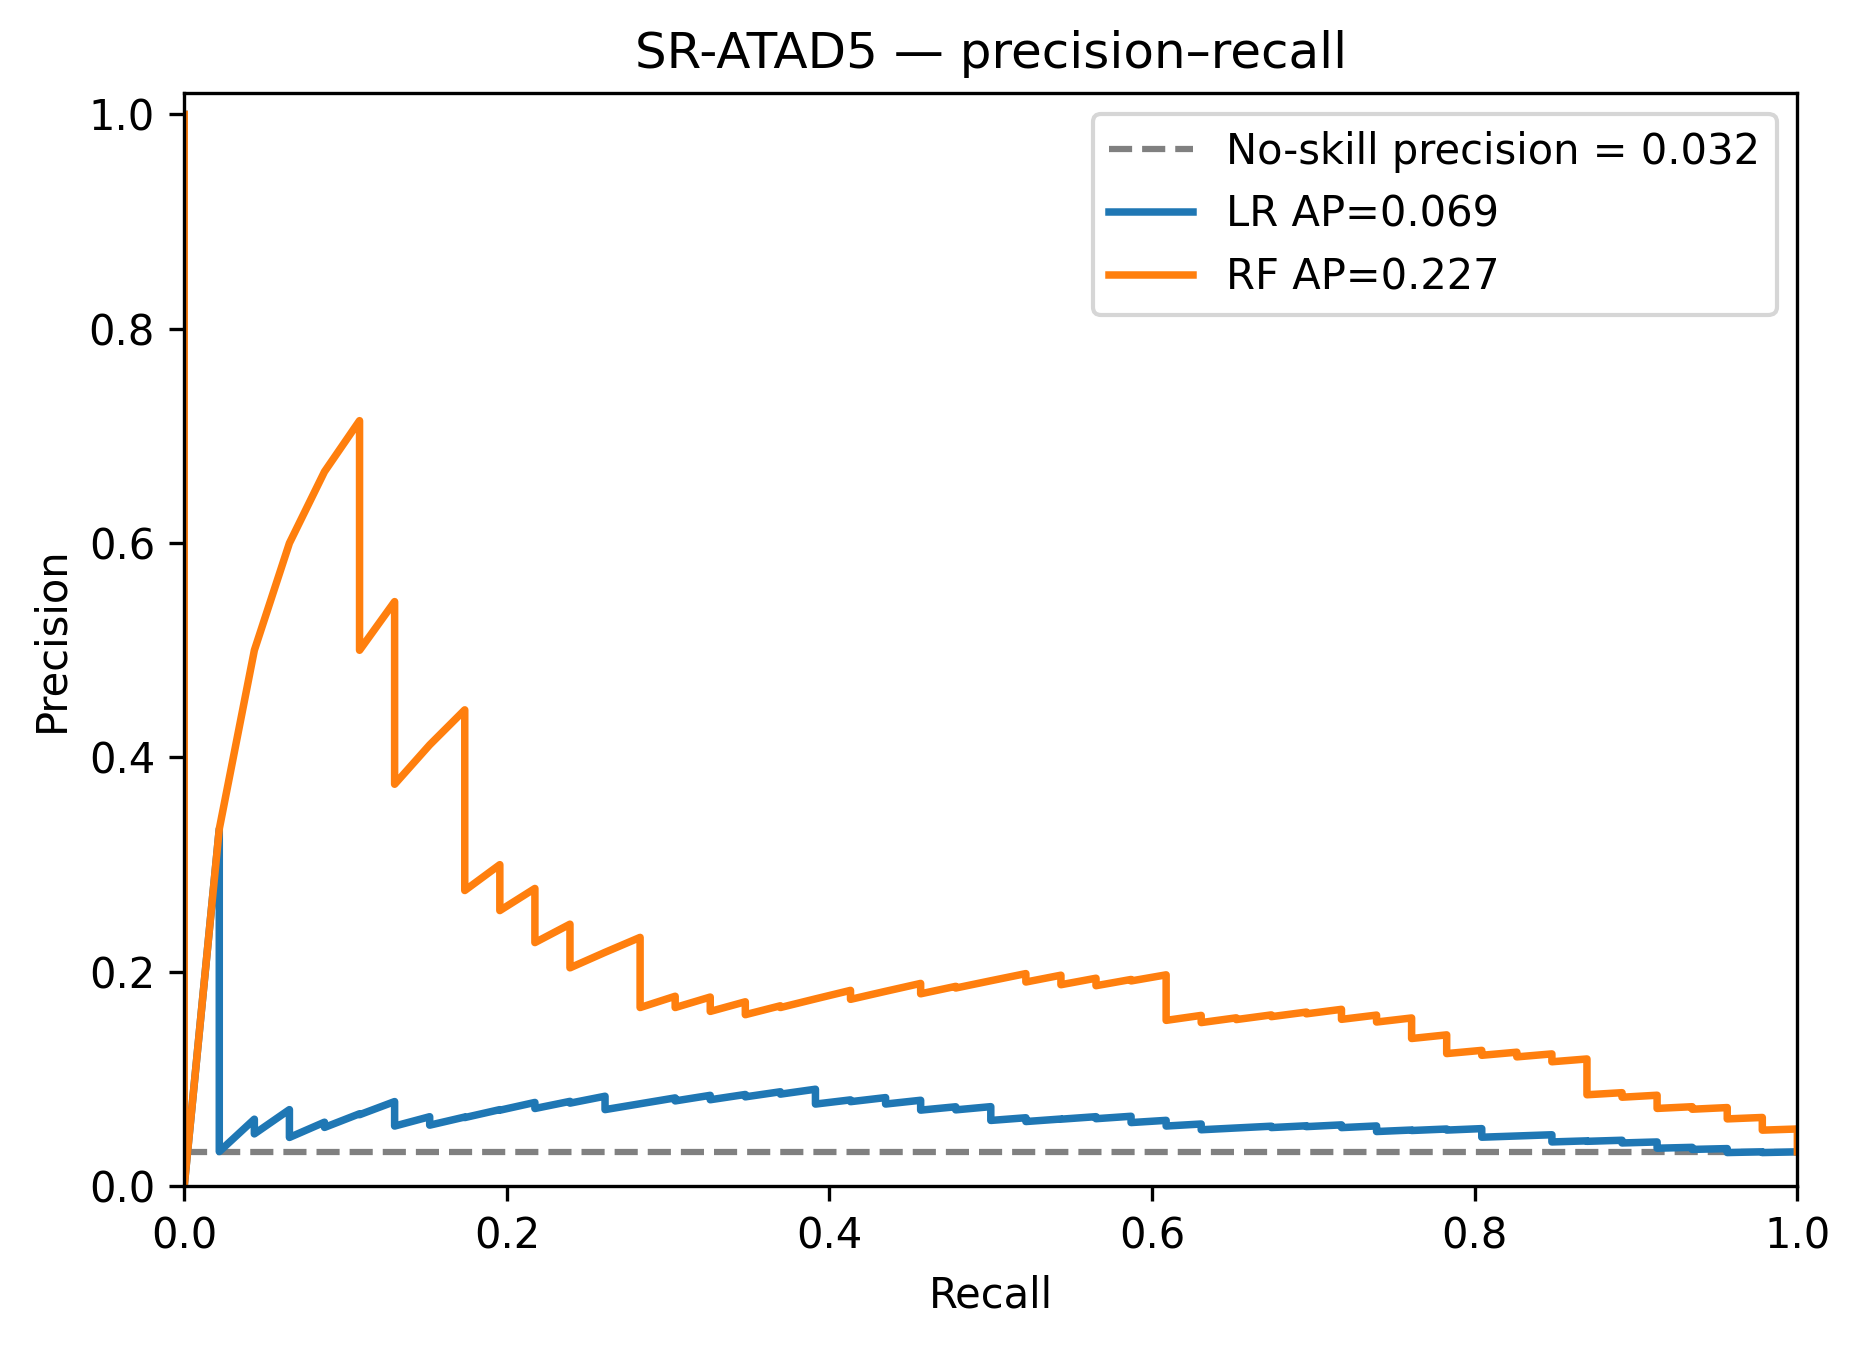 SR-ATAD5 — precision–recall
No-skill precision = 0.032
LR AP=0.069
RF AP=0.227
Precision
1.0
0.8
0.6
0.4
0.2
0.0
0.0 0.2 0.4 0.6 0.8 1.0
Recall